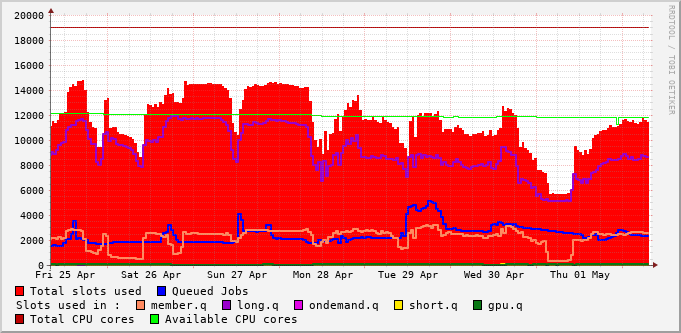 20000
18000
16000
14000
12000
10000
8000
6000
4000
2000
0
Fri 25 Apr Sat 26 Apr Sun 27 Apr Mon 28 Apr Tue 29 Apr Wed 30 Apr Thu 01 May
Total slots used Queued Jobs
Slots used in : member.q long.q ondemand.q short.q gpu.q
Total CPU cores Available CPU cores
RRDTOOL / TOBI OETIKER